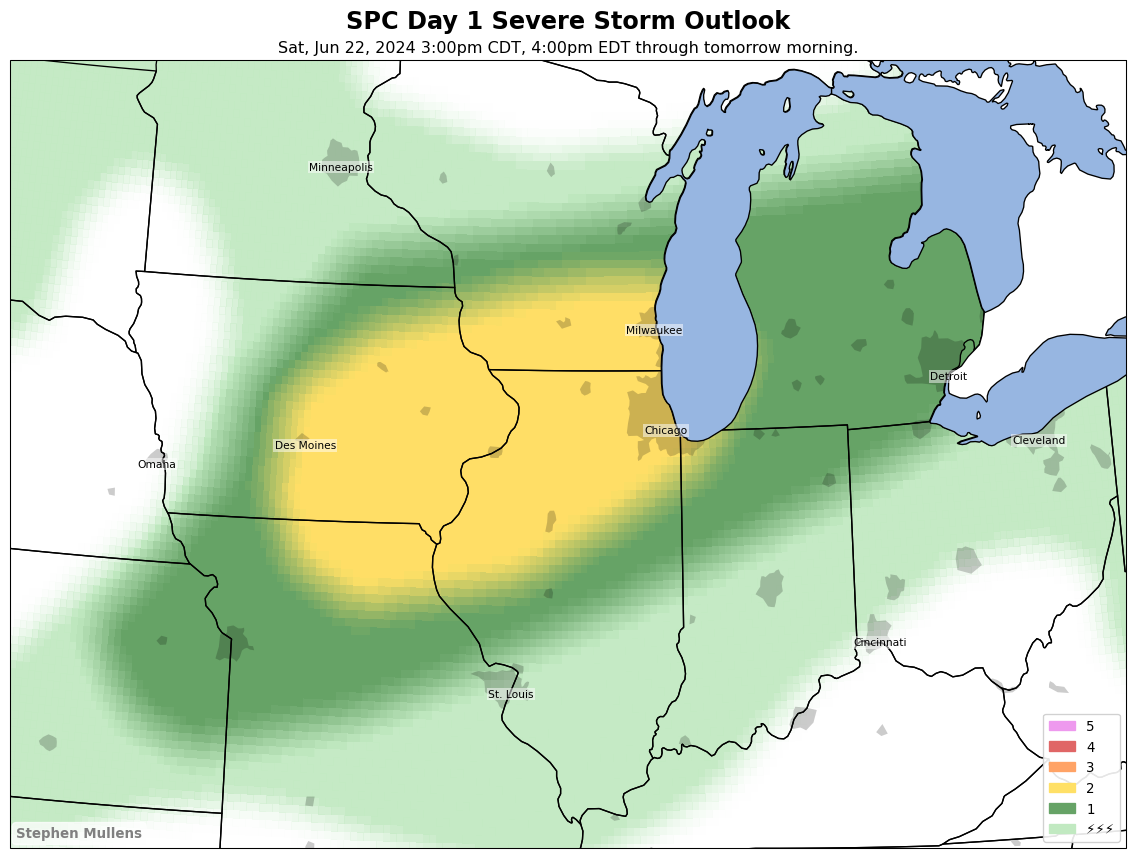 SPC Day 1 Severe Storm Outlook
Sat, Jun 22, 2024 3:00pm CDT, 4:00pm EDT through tomorrow morning.
Minneapolis
Milwaukee
Detroit
Chicago
Cleveland
Des Moines
Omaha
Cincinnati
St. Louis
5
4
3
2
1
⚡⚡⚡
Stephen Mullens